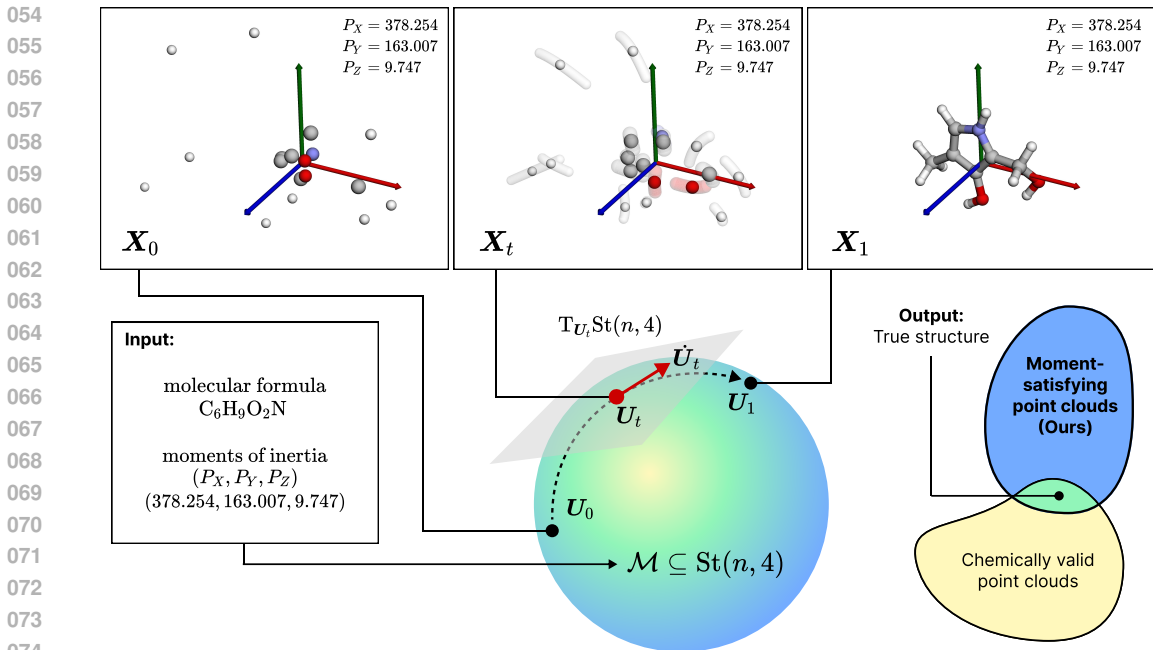 054
055
056
057
058
059
060
061
062
063
064
065
066
067
068
069
070
071
072
073
074
P_X = 378.254
P_Y = 163.007
P_Z = 9.747
X_0
P_X = 378.254
P_Y = 163.007
P_Z = 9.747
X_t
P_X = 378.254
P_Y = 163.007
P_Z = 9.747
X_1
Input:
molecular formula
C₆H₉O₂N
moments of inertia
(P_X, P_Y, P_Z)
(378.254, 163.007, 9.747)
T_{U_t}St(n, 4)
U̇_t
U_t
U_1
U_0
ℳ ⊆ St(n, 4)
Output:
True structure
Moment-
satisfying
point clouds
(Ours)
Chemically valid
point clouds